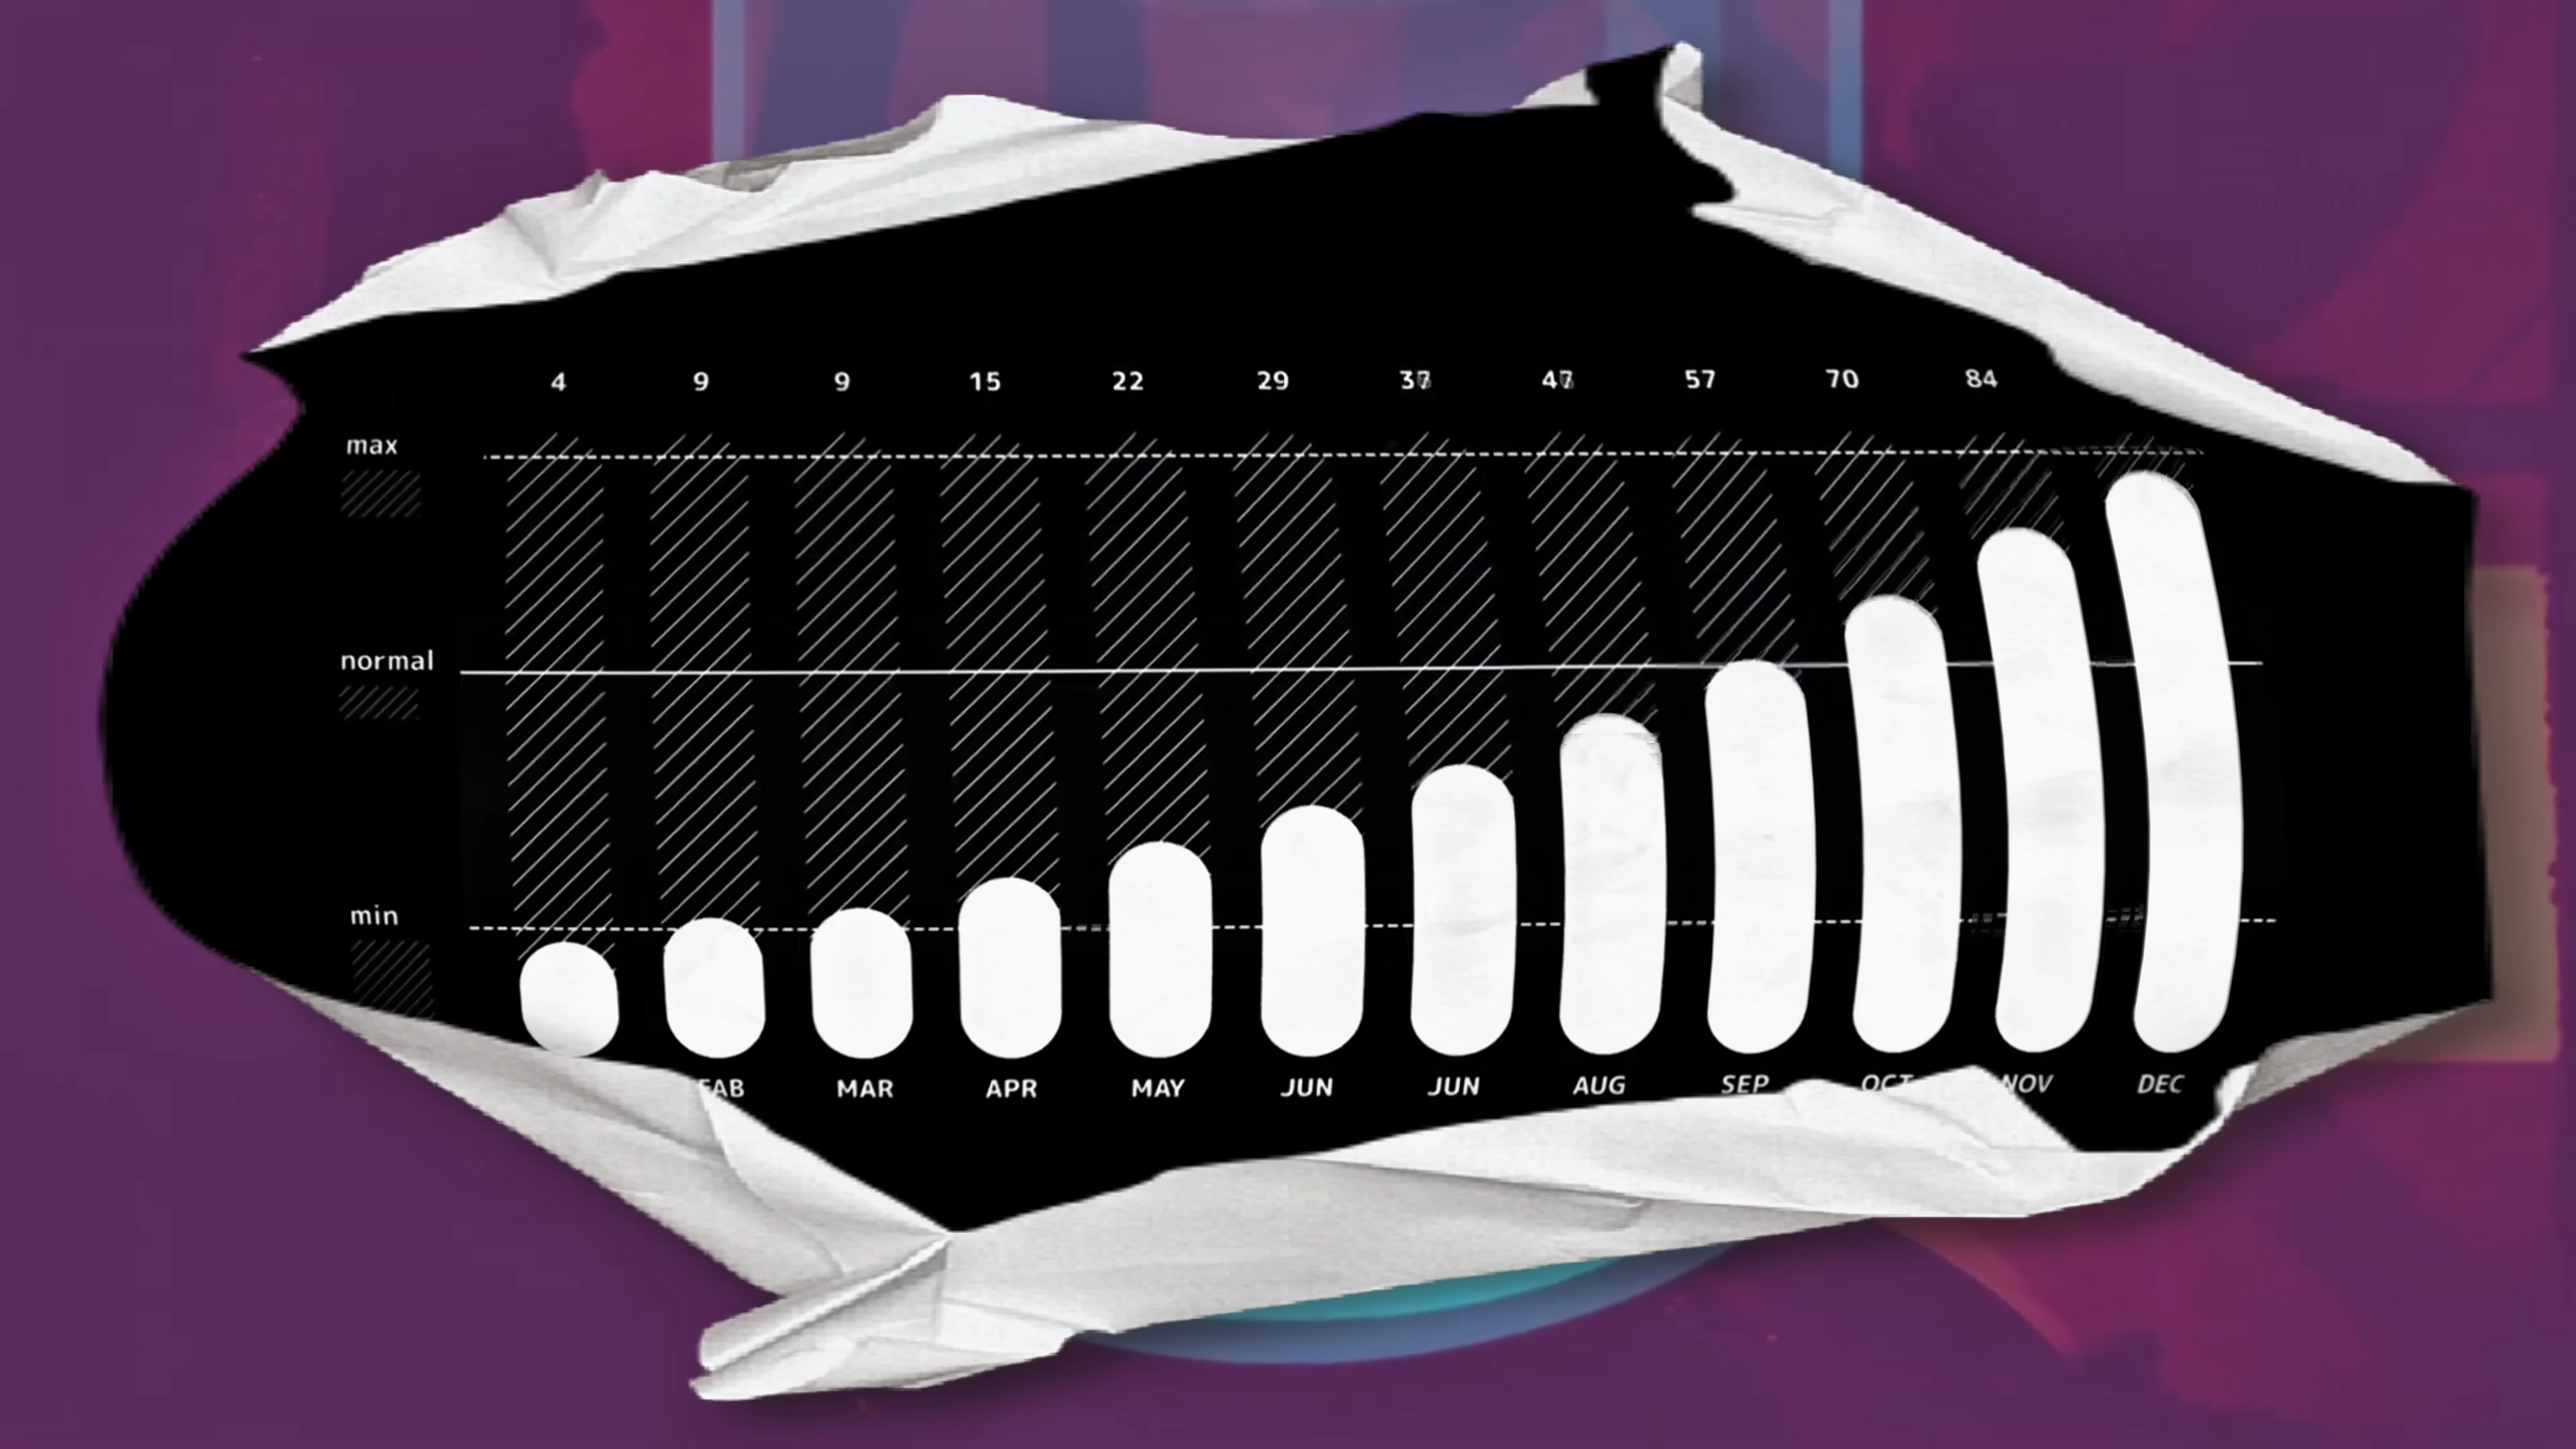 4 9 9 15 22 29 57 70 84
max
normal
min
FAB MAR APR MAY JUN JUN AUG SEP OCT NOV DEC